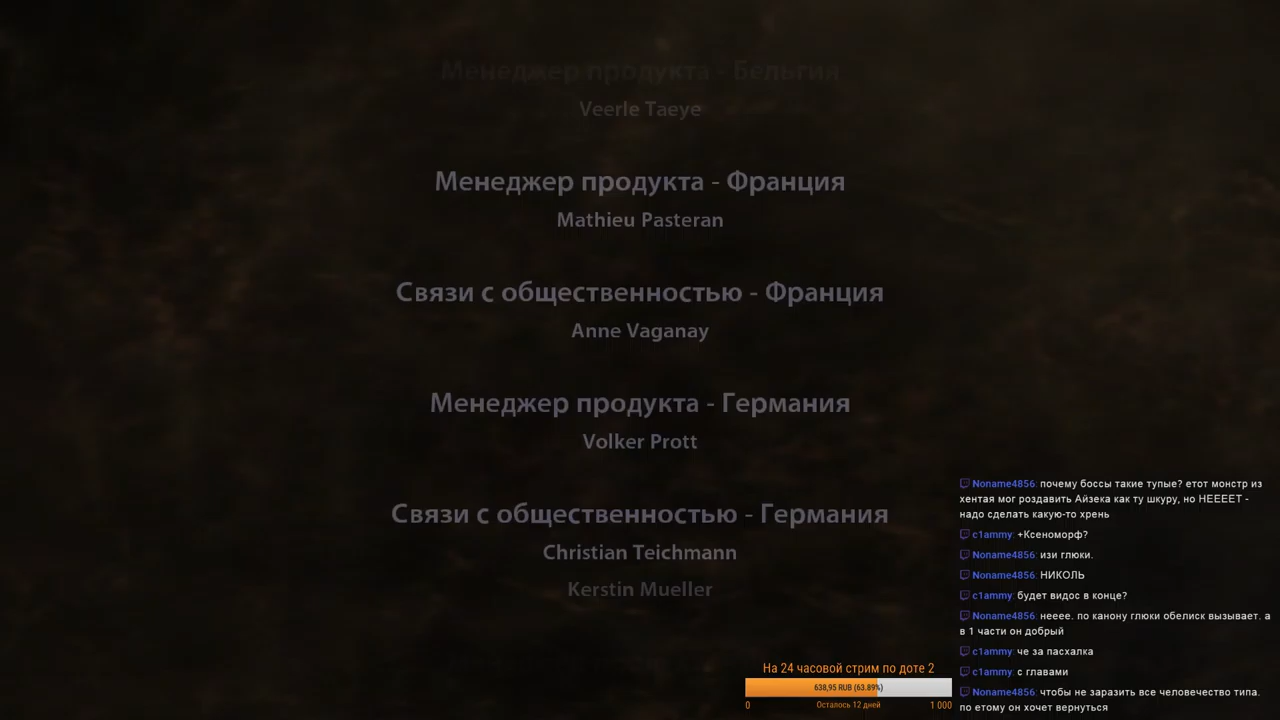 Менеджер продукта - Бельгия
Veerle Taeye
Менеджер продукта - Франция
Mathieu Pasteran
Связи с общественностью - Франция
Anne Vaganay
Менеджер продукта - Германия
Volker Prott
Связи с общественностью - Германия
Christian Teichmann
Kerstin Mueller
Noname4856: почему боссы такие тупые? етот монстр из
хентая мог роздавить Айзека как ту шкуру, но НЕЕЕЕТ -
надо сделать какую-то хрень
c1ammy: +Ксеноморф?
Noname4856: изи глюки.
Noname4856: НИКОЛЬ
c1ammy: будет видос в конце?
Noname4856: нееее. по канону глюки обелиск вызывает. а
в 1 части он добрый
c1ammy: че за пасхалка
c1ammy: с главами
Noname4856: чтобы не заразить все человечество типа.
по етому он хочет вернуться
На 24 часовой стрим по доте 2
638,95 RUB (63.89%)
0 Осталось 12 дней 1 000